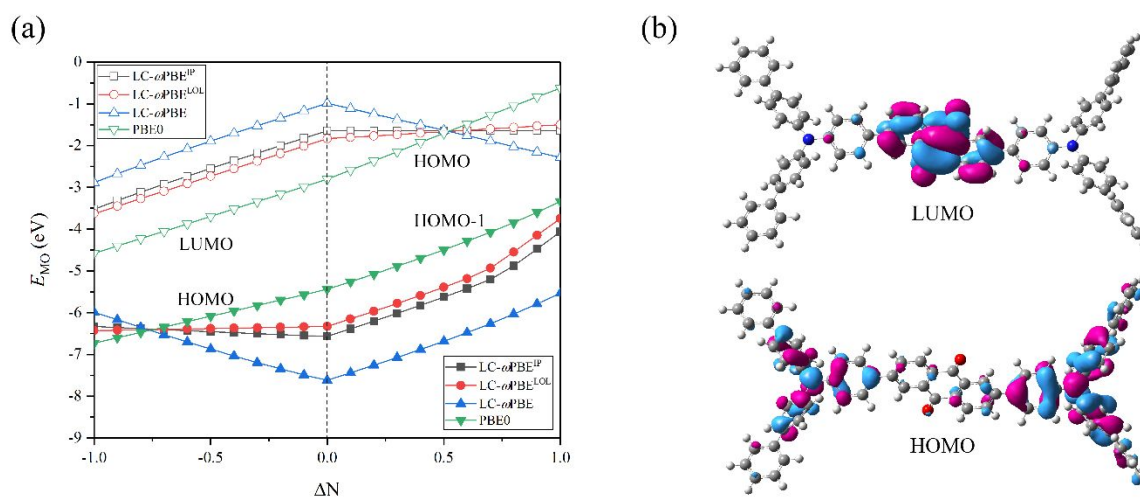 (a)
(b)
0
-1
-2
-3
-4
-5
-6
-7
-8
-9
E_MO (eV)
LC-ωPBE^IP
LC-ωPBE^LOL
LC-ωPBE
PBE0
HOMO
HOMO-1
LUMO
HOMO
LC-ωPBE^IP
LC-ωPBE^LOL
LC-ωPBE
PBE0
-1.0 -0.5 0.0 0.5 1.0
ΔN
LUMO
HOMO